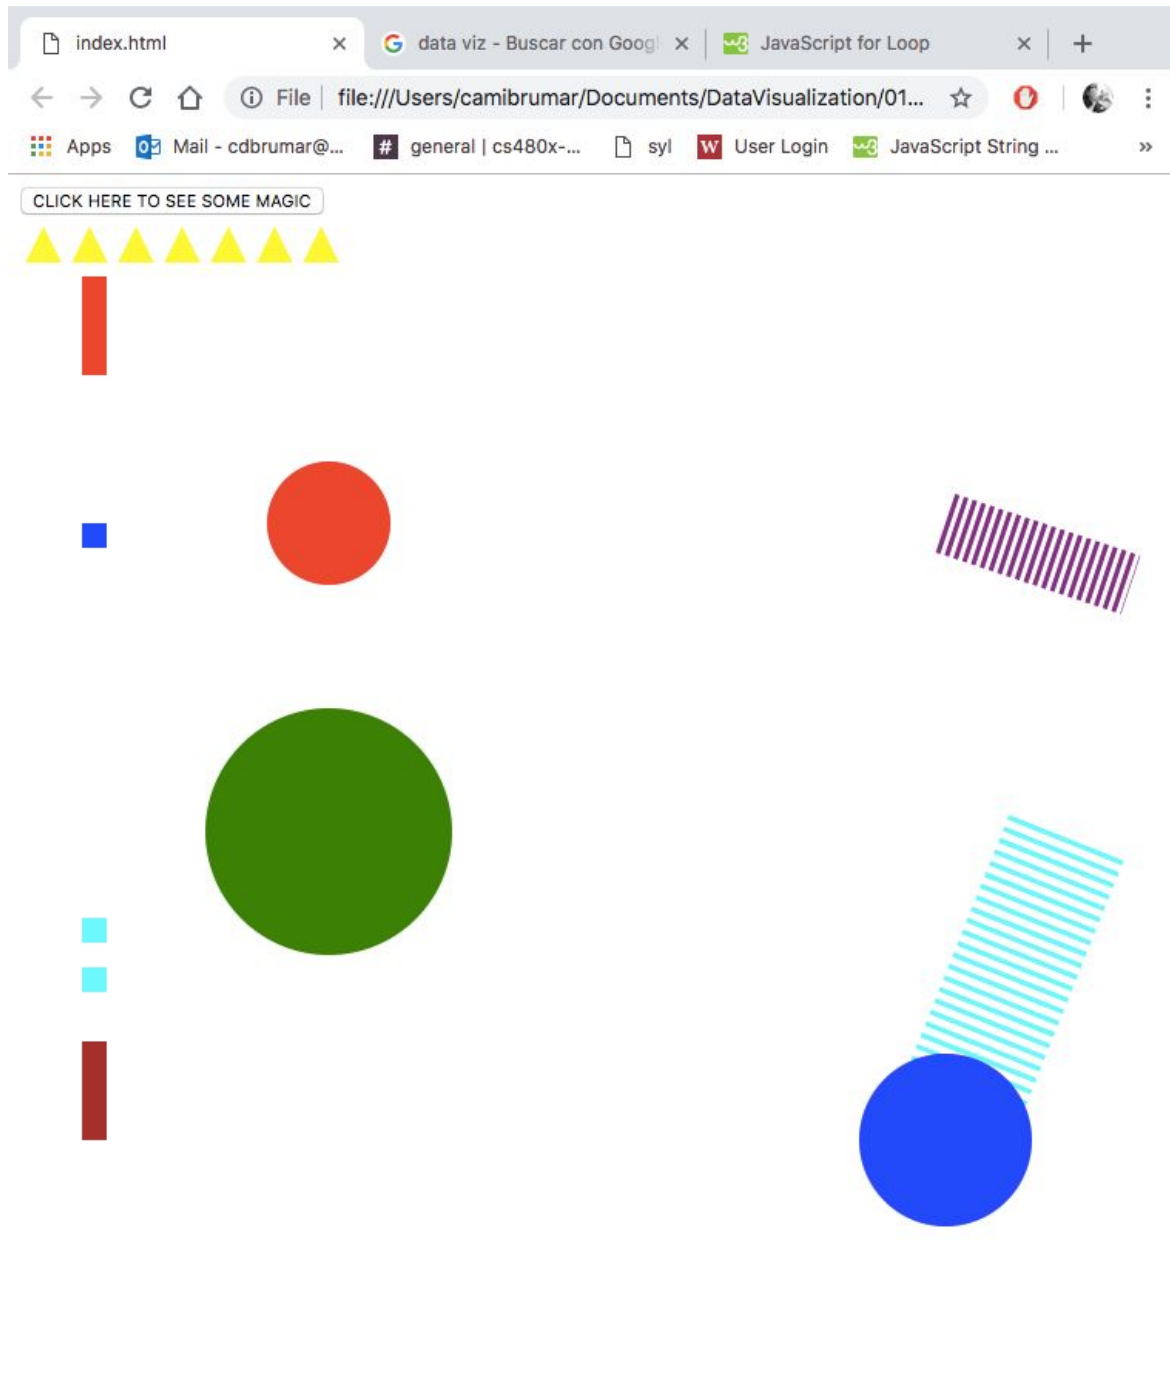 index.html × data viz - Buscar con Googl × JavaScript for Loop × +
File file:///Users/camibrumar/Documents/DataVisualization/01...
Apps Mail - cdbrumar@... # general | cs480x-... syl W User Login w3 JavaScript String ... »
CLICK HERE TO SEE SOME MAGIC